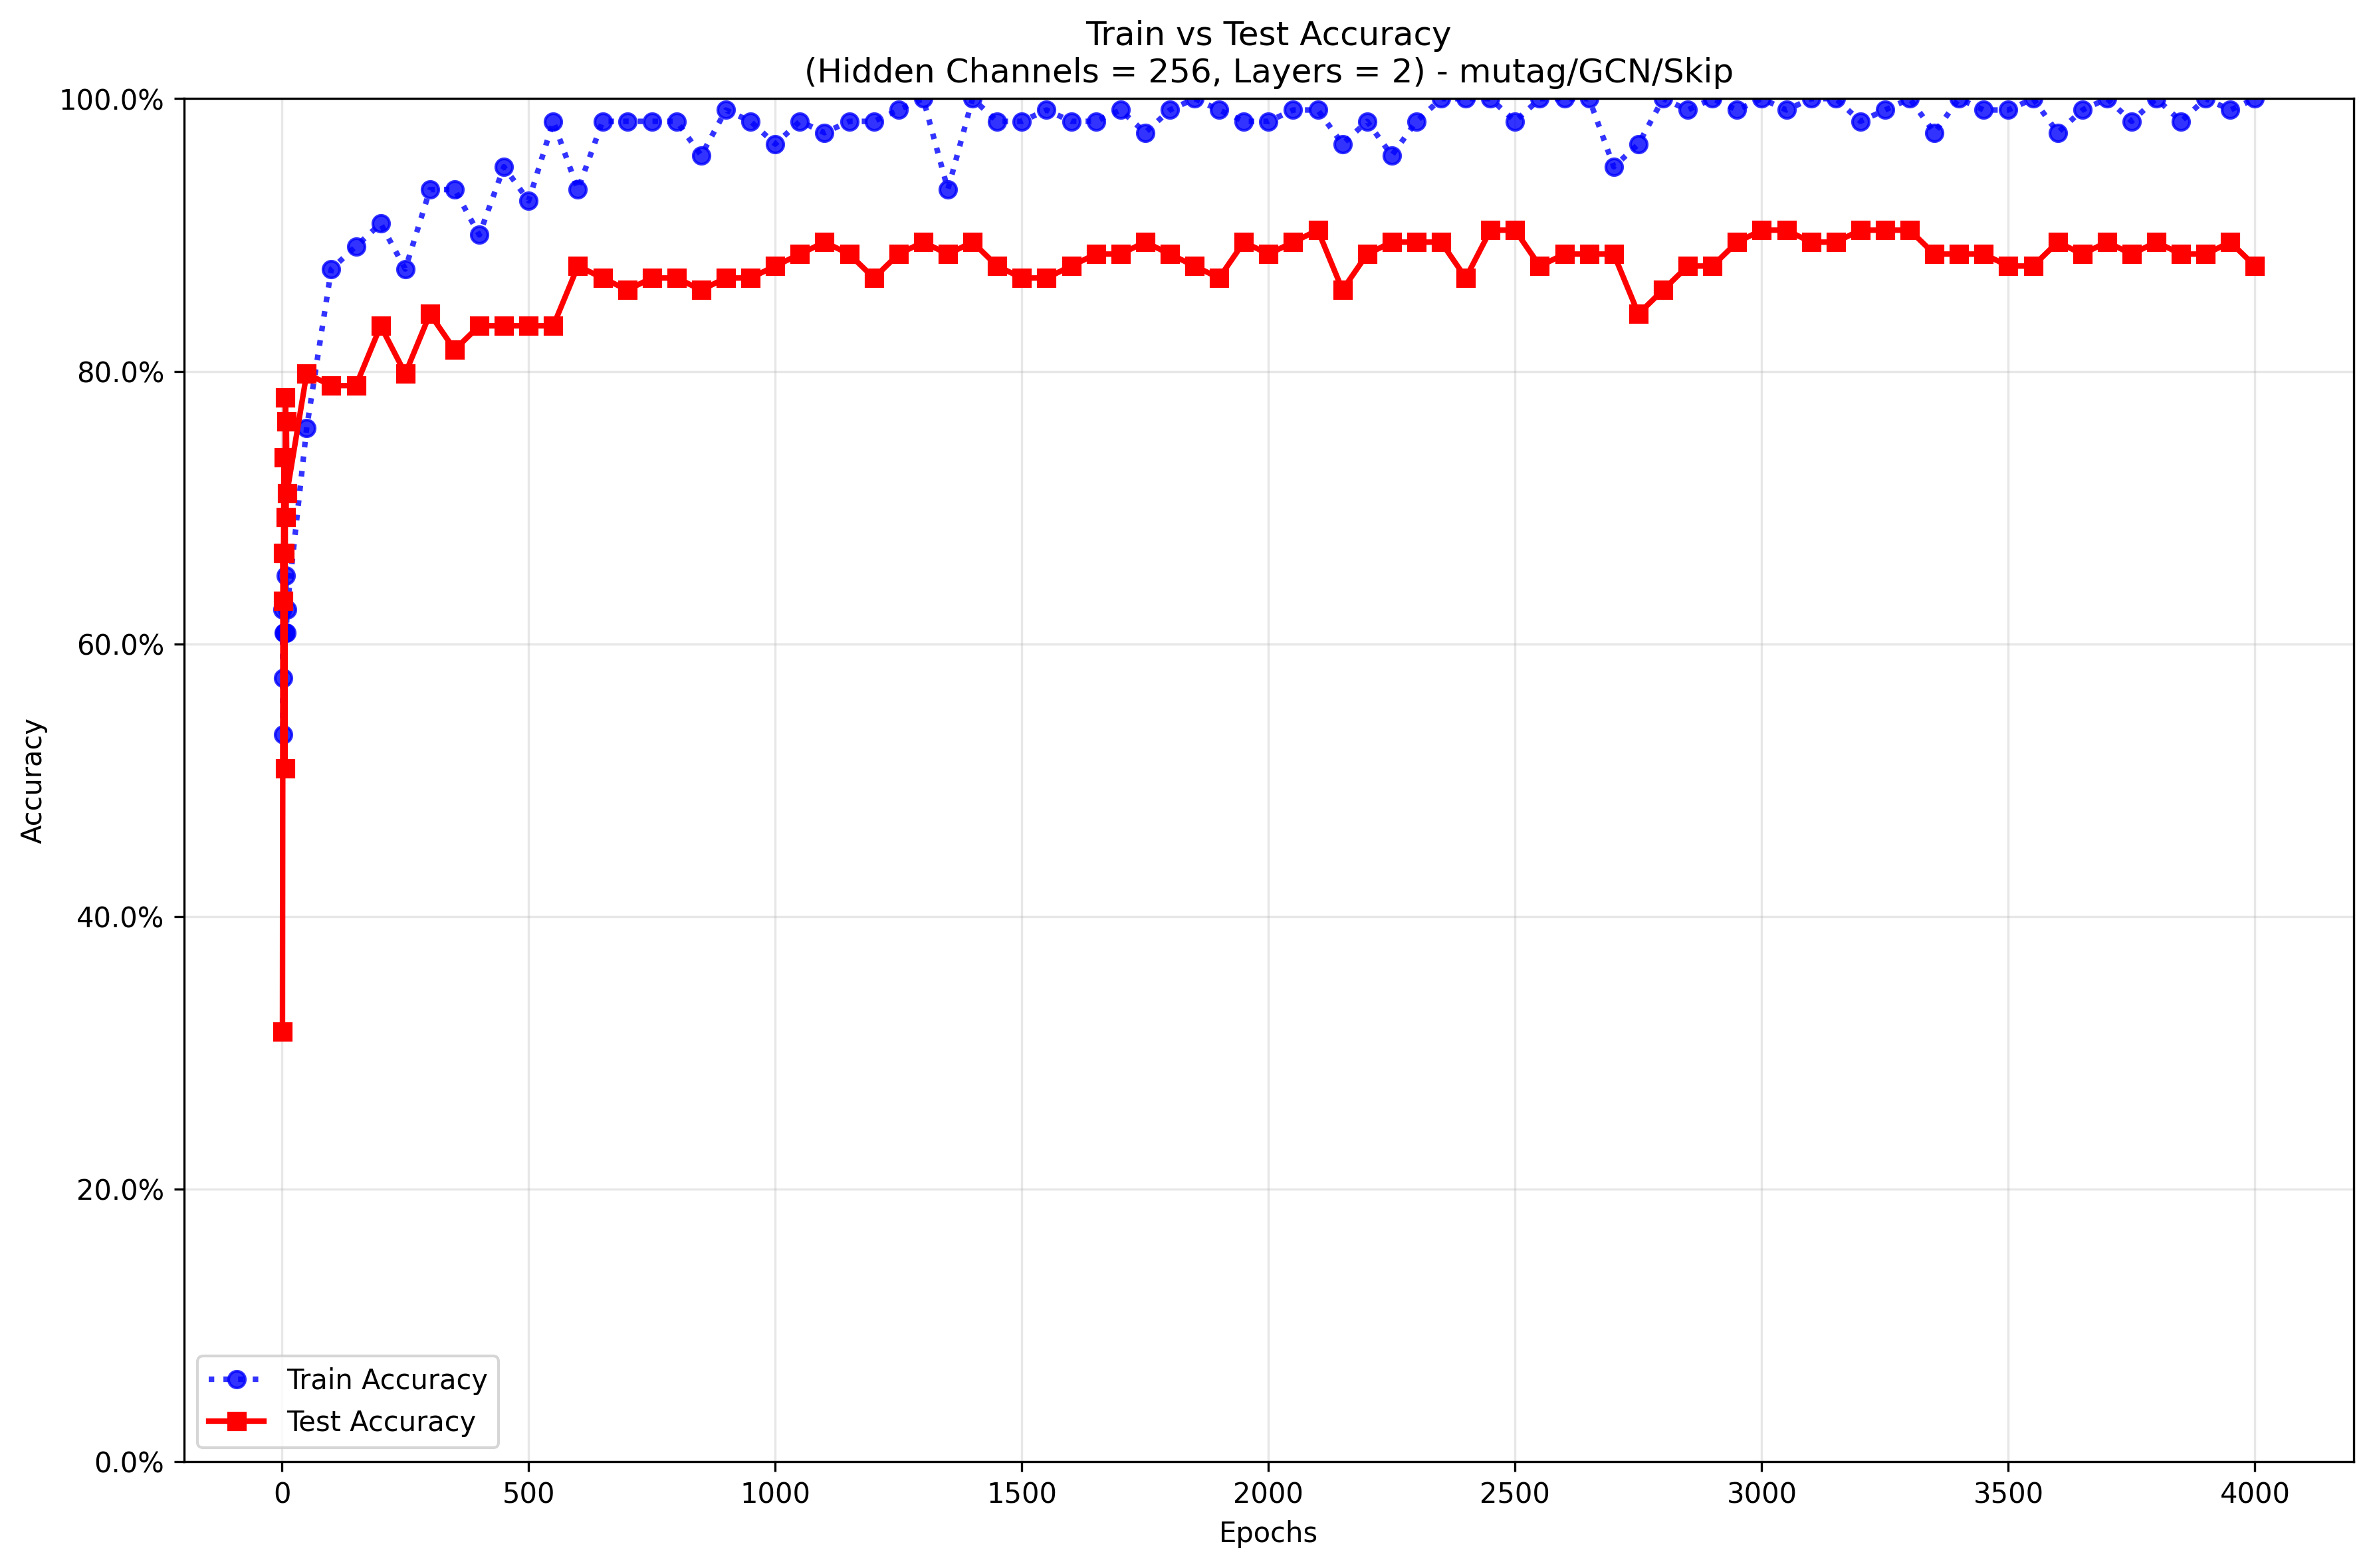 Train vs Test Accuracy
(Hidden Channels = 256, Layers = 2) - mutag/GCN/Skip
100.0%
80.0%
60.0%
40.0%
20.0%
0.0%
Accuracy
Train Accuracy
Test Accuracy
0 500 1000 1500 2000 2500 3000 3500 4000
Epochs